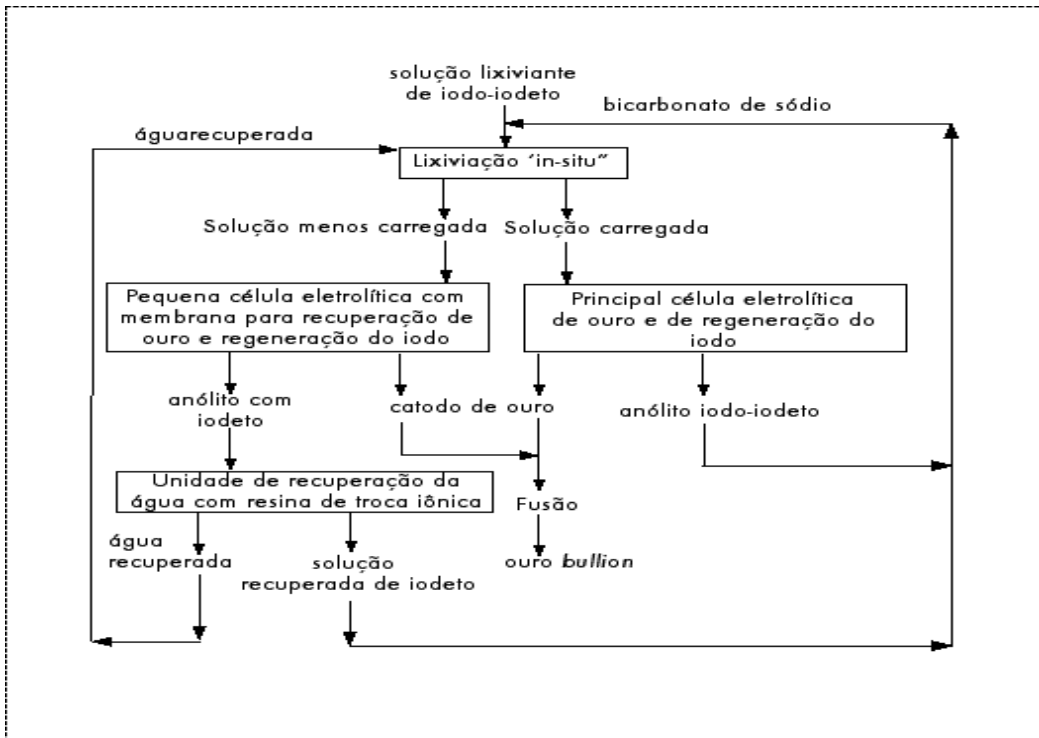 solução lixiviante
de iodo-iodeto
bicarbonato de sódio
águarecuperada
Lixiviação ‘in-situ”
Solução menos carregada
Solução carregada
Pequena célula eletrolítica com
membrana para recuperação de
ouro e regeneração do iodo
Principal célula eletrolítica
de ouro e de regeneração do
iodo
anólito com
iodeto
catodo de ouro
anólito iodo-iodeto
Unidade de recuperação da
água com resina de troca iônica
Fusão
água
recuperada
solução
recuperada de iodeto
ouro bullion